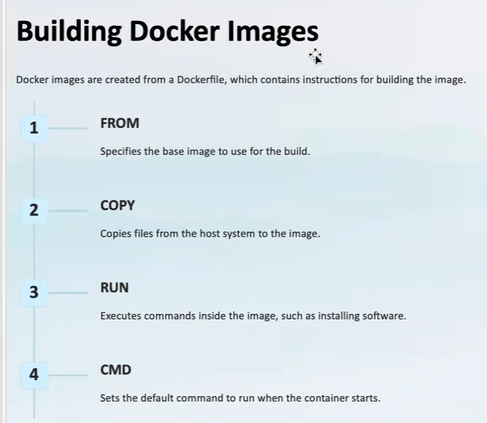 Building Docker Images
Docker images are created from a Dockerfile, which contains instructions for building the image.
1
FROM
Specifies the base image to use for the build.
2
COPY
Copies files from the host system to the image.
3
RUN
Executes commands inside the image, such as installing software.
4
CMD
Sets the default command to run when the container starts.